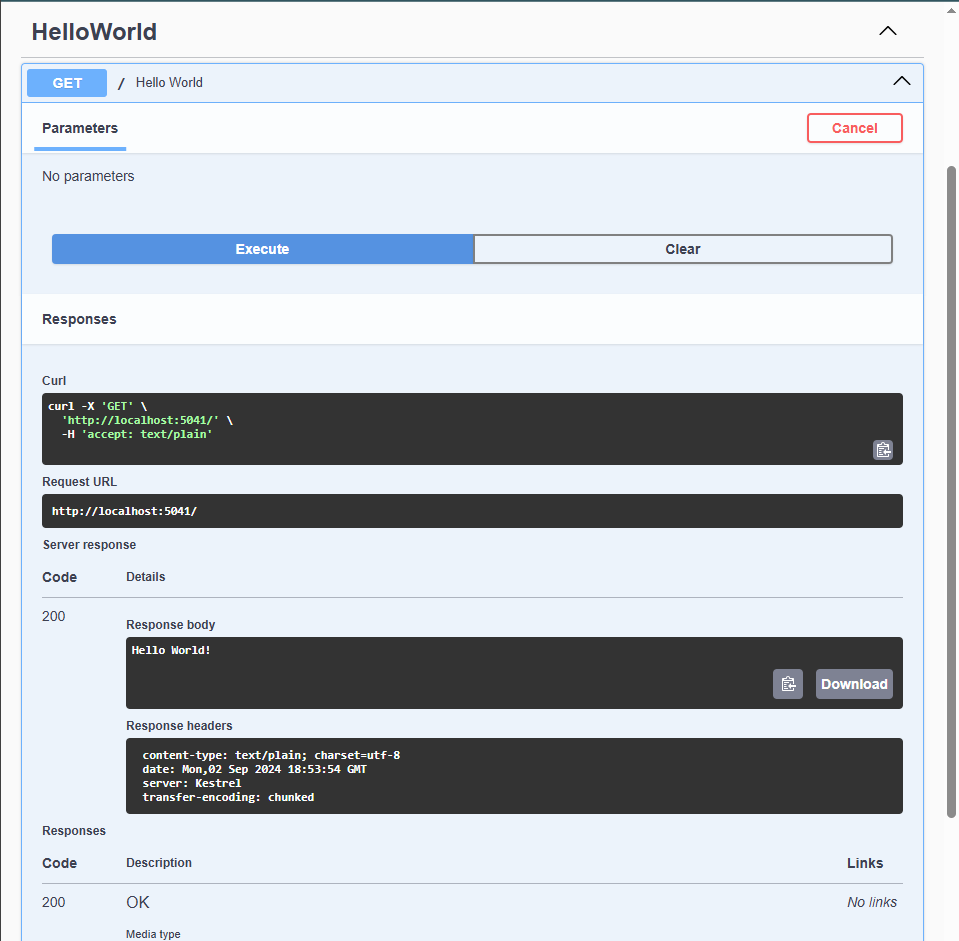 HelloWorld
GET / Hello World
Parameters Cancel
No parameters
Execute Clear
Responses
Curl
curl -X 'GET' \
  'http://localhost:5041/' \
  -H 'accept: text/plain'
Request URL
http://localhost:5041/
Server response
Code Details
200
Response body
Hello World!
Download
Response headers
content-type: text/plain; charset=utf-8
date: Mon,02 Sep 2024 18:53:54 GMT
server: Kestrel
transfer-encoding: chunked
Responses
Code Description Links
200 OK No links
Media type